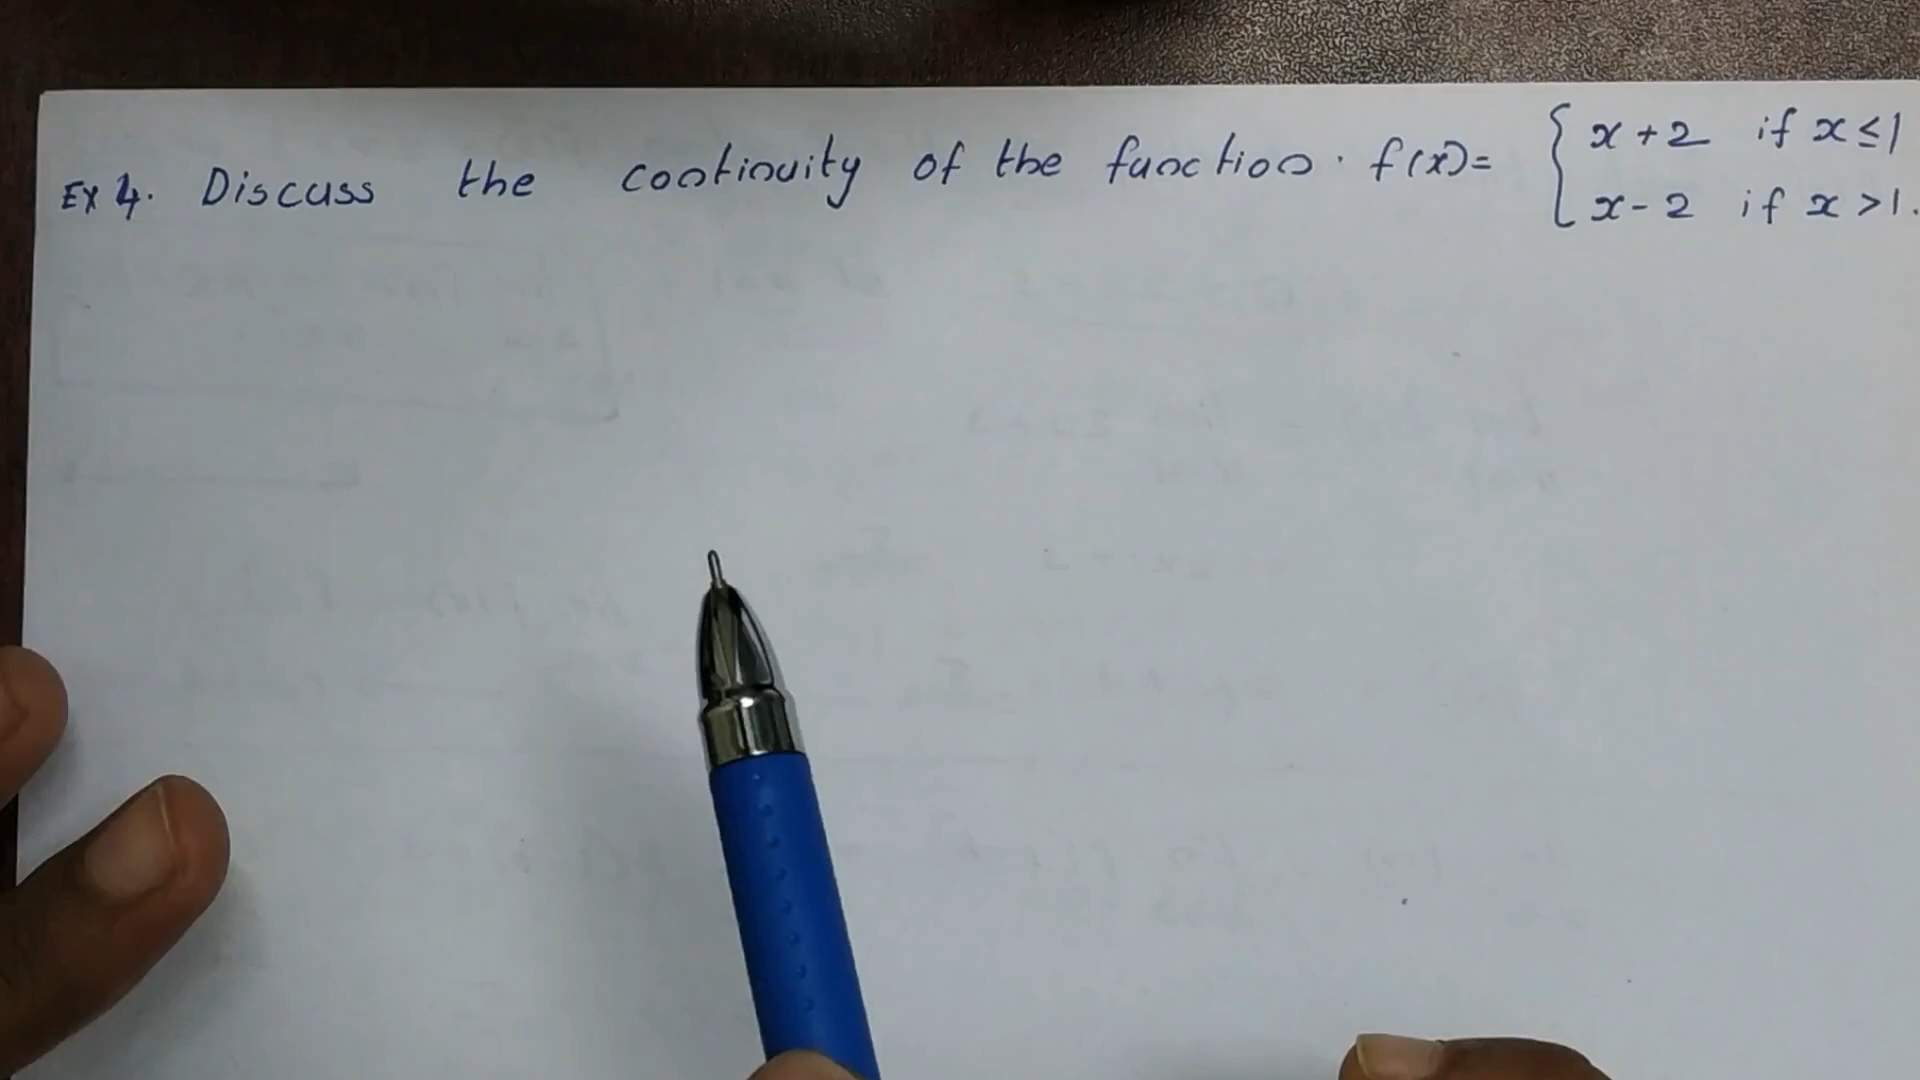 Ex 4. Discuss the continuity of the function. f(x)= { x+2 if x≤1
x-2 if x>1.